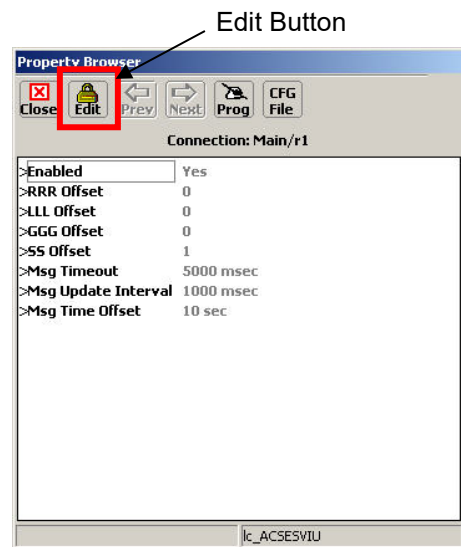 Edit Button
Property Browser
Close Edit Prev Next Prog CFG File
Connection: Main/r1
>Enabled Yes
>RRR Offset 0
>LLL Offset 0
>GGG Offset 0
>SS Offset 1
>Msg Timeout 5000 msec
>Msg Update Interval 1000 msec
>Msg Time Offset 10 sec
lc_ACSESVIU